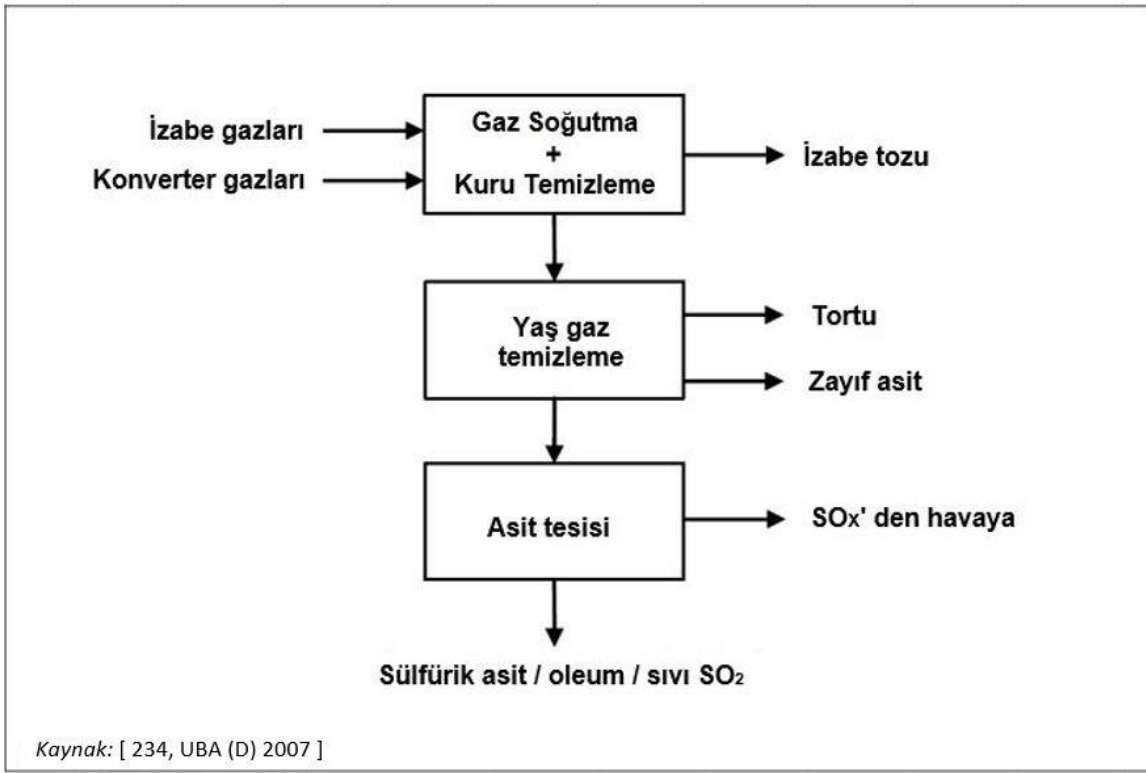 İzabe gazları
Konverter gazları
Gaz Soğutma
+
Kuru Temizleme
İzabe tozu
Yaş gaz
temizleme
Tortu
Zayıf asit
Asit tesisi
SOx' den havaya
Sülfürik asit / oleum / sıvı SO₂
Kaynak: [ 234, UBA (D) 2007 ]